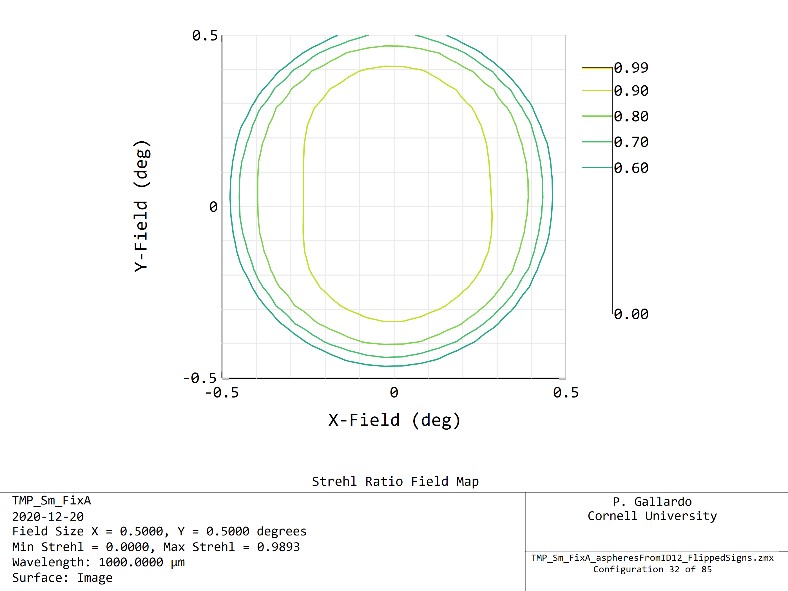 0.5
0
-0.5
Y-Field (deg)
-0.5 0 0.5
X-Field (deg)
0.99
0.90
0.80
0.70
0.60
0.00
Strehl Ratio Field Map
TMP_Sm_FixA
2020-12-20
Field Size X = 0.5000, Y = 0.5000 degrees
Min Strehl = 0.0000, Max Strehl = 0.9893
Wavelength: 1000.0000 µm
Surface: Image
P. Gallardo
Cornell University
TMP_Sm_FixA_aspheresFromID12_FlippedSigns.zmx
Configuration 32 of 85